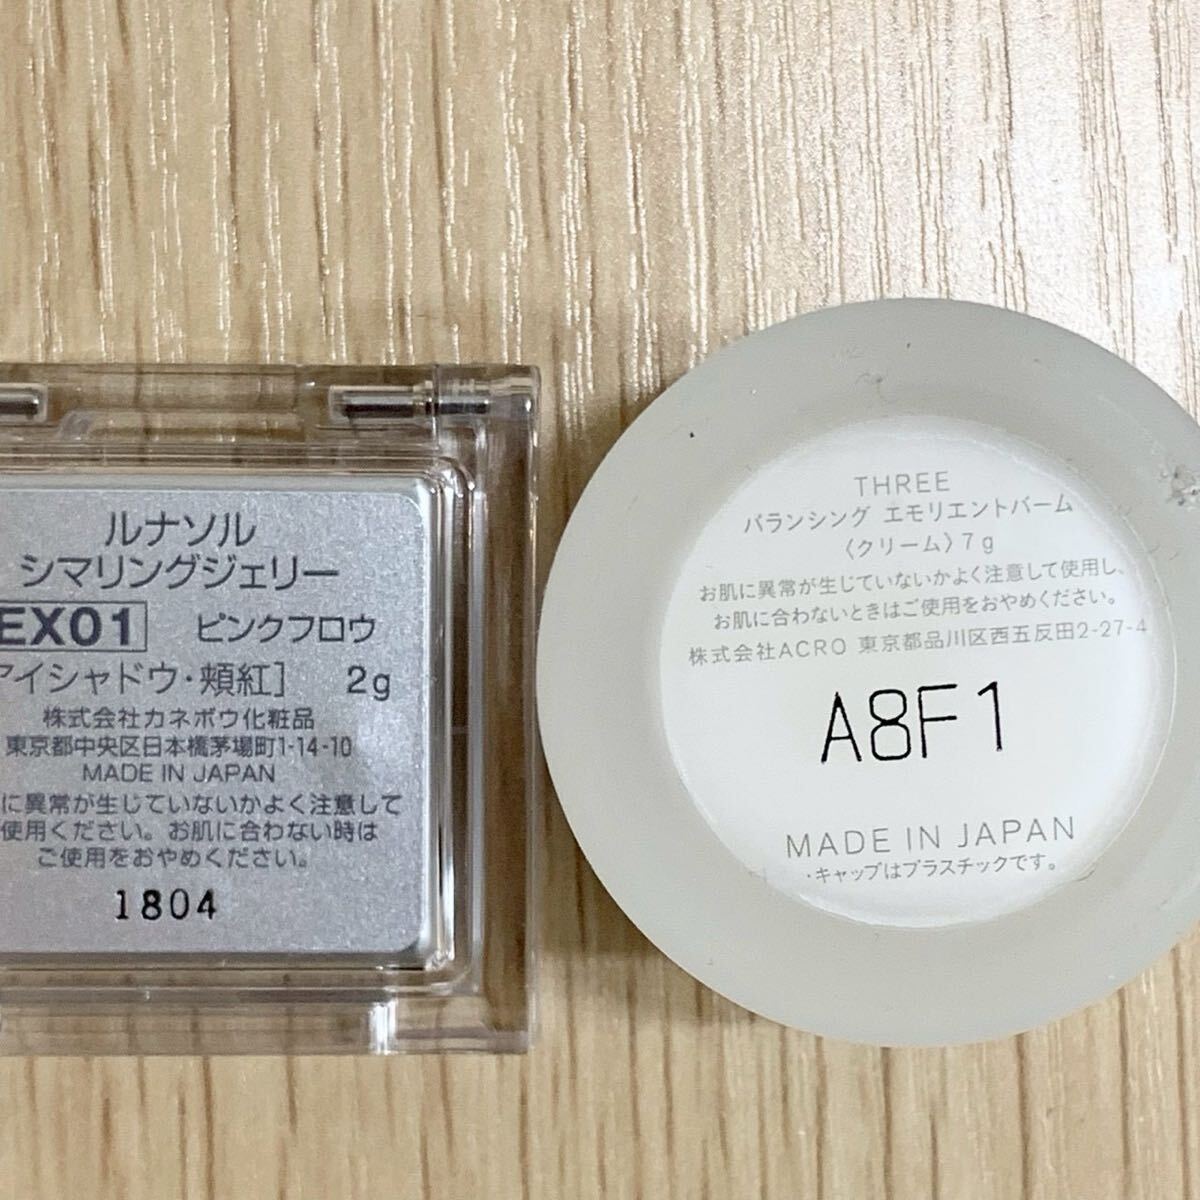 ルナソル
シマリングジェリー
EX01 ピンクフロウ
アイシャドウ・頬紅] 2g
株式会社カネボウ化粧品
東京都中央区日本橋茅場町1-14-10
MADE IN JAPAN
に異常が生じていないかよく注意して
使用ください。お肌に合わない時は
ご使用をおやめください。
1804
THREE
バランシング エモリエントバーム
〈クリーム〉7g
お肌に異常が生じていないかよく注意して使用し、
お肌に合わないときはご使用をおやめください。
株式会社ACRO 東京都品川区西五反田2-27-4
A8F1
MADE IN JAPAN
・キャップはプラスチックです。